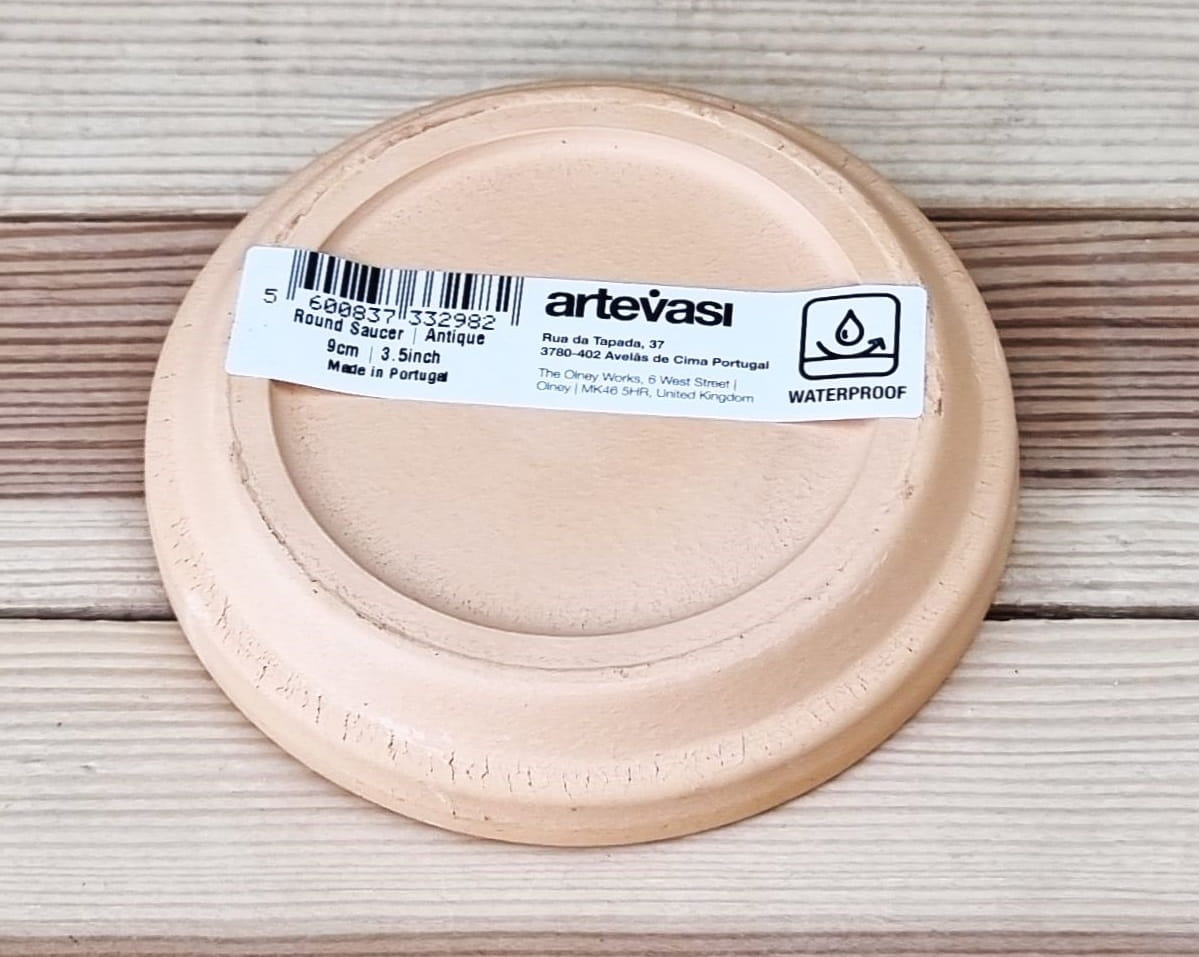 5 600837 332982
Round Saucer | Antique
9cm | 3.5inch
Made in Portugal
artevasi
Rua da Tapada, 37
3780-402 Avelãs de Cima Portugal
The Olney Works, 6 West Street |
Olney | MK46 5HR, United Kingdom
WATERPROOF